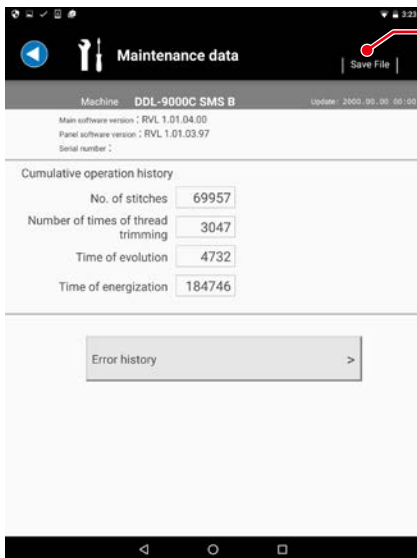 3:23
Maintenance data
Save File
Machine DDL-9000C SMS B
Update: 2000.00.00 00:00
Main software version : RVL 1.01.04.00
Panel software version : RVL 1.01.03.97
Serial number :
Cumulative operation history
No. of stitches 69957
Number of times of thread
trimming 3047
Time of evolution 4732
Time of energization 184746
Error history >